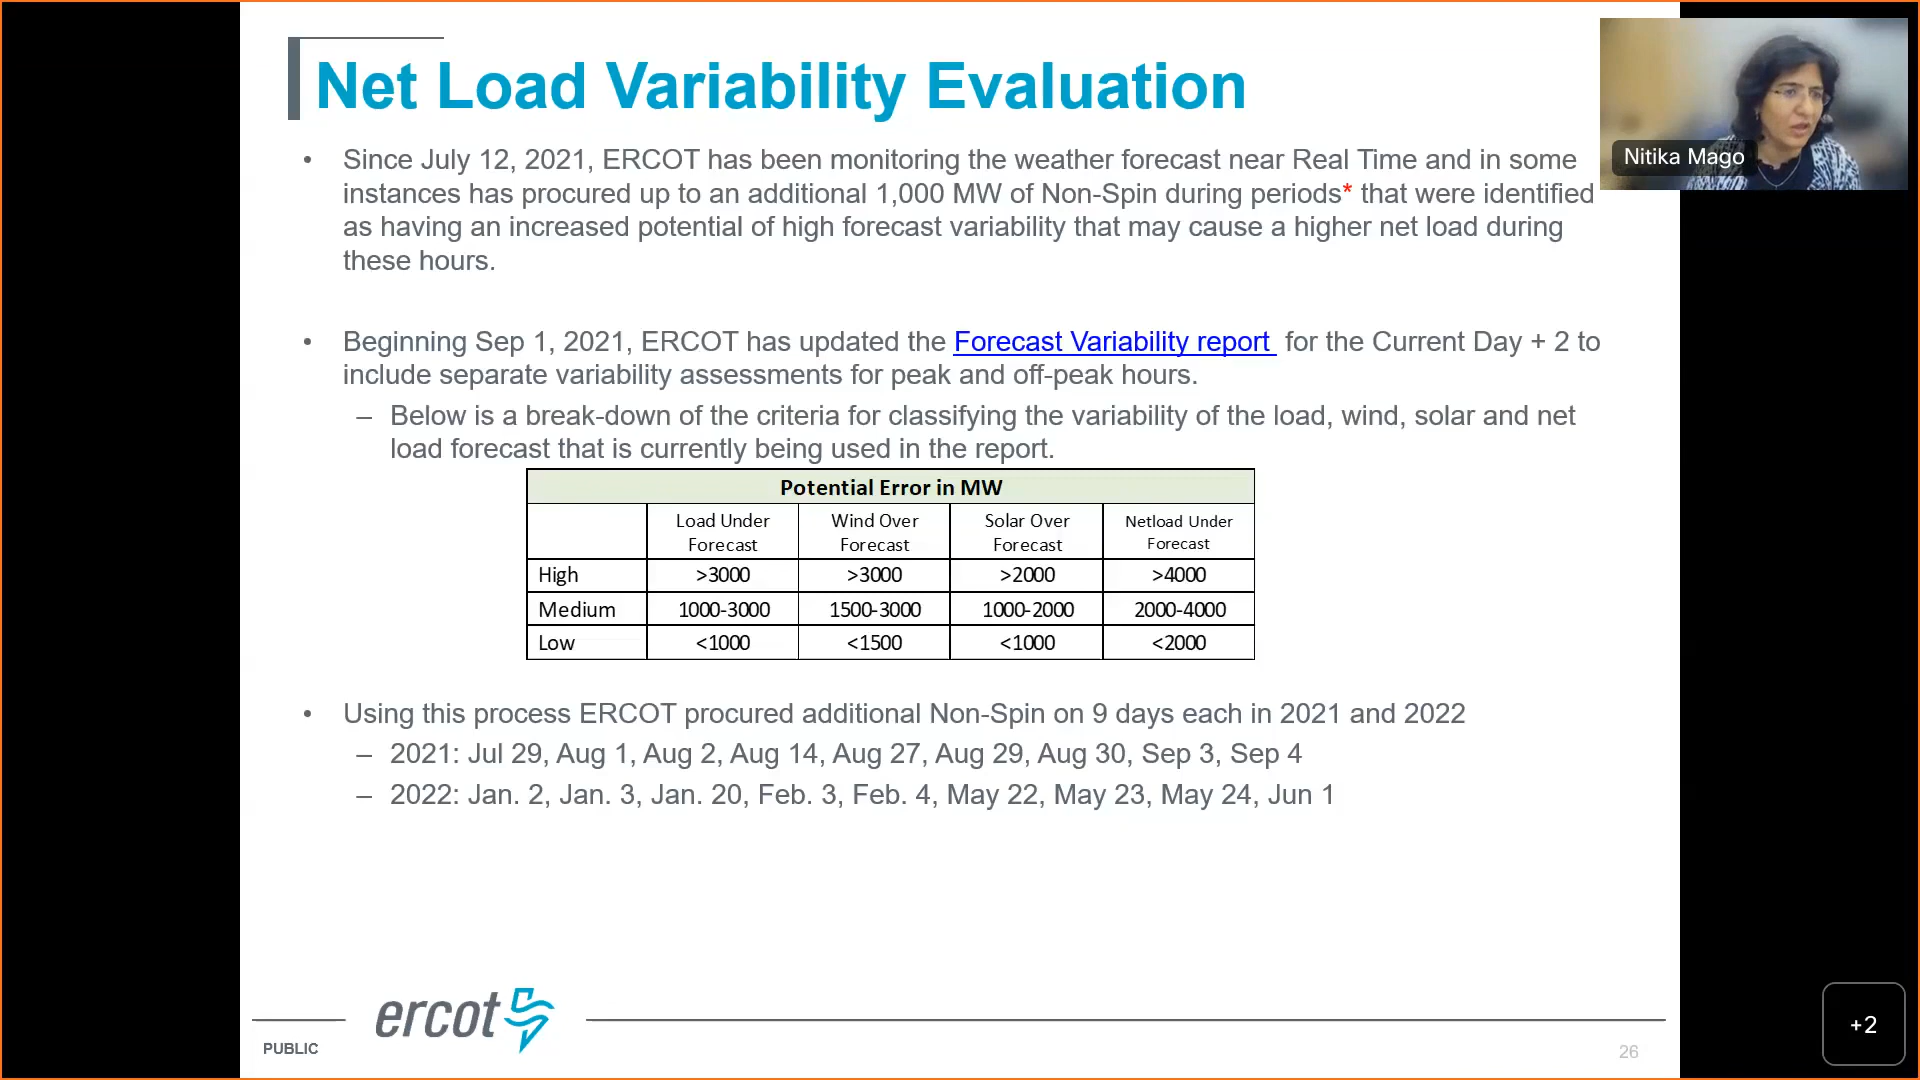 Net Load Variability Evaluation
Nitika Mago
• Since July 12, 2021, ERCOT has been monitoring the weather forecast near Real Time and in some
instances has procured up to an additional 1,000 MW of Non-Spin during periods* that were identified
as having an increased potential of high forecast variability that may cause a higher net load during
these hours.
• Beginning Sep 1, 2021, ERCOT has updated the Forecast Variability report for the Current Day + 2 to
include separate variability assessments for peak and off-peak hours.
– Below is a break-down of the criteria for classifying the variability of the load, wind, solar and net
load forecast that is currently being used in the report.
Potential Error in MW
Load Under Forecast Wind Over Forecast Solar Over Forecast Netload Under Forecast
High >3000 >3000 >2000 >4000
Medium 1000-3000 1500-3000 1000-2000 2000-4000
Low <1000 <1500 <1000 <2000
• Using this process ERCOT procured additional Non-Spin on 9 days each in 2021 and 2022
– 2021: Jul 29, Aug 1, Aug 2, Aug 14, Aug 27, Aug 29, Aug 30, Sep 3, Sep 4
– 2022: Jan. 2, Jan. 3, Jan. 20, Feb. 3, Feb. 4, May 22, May 23, May 24, Jun 1
ercot
PUBLIC
26
+2